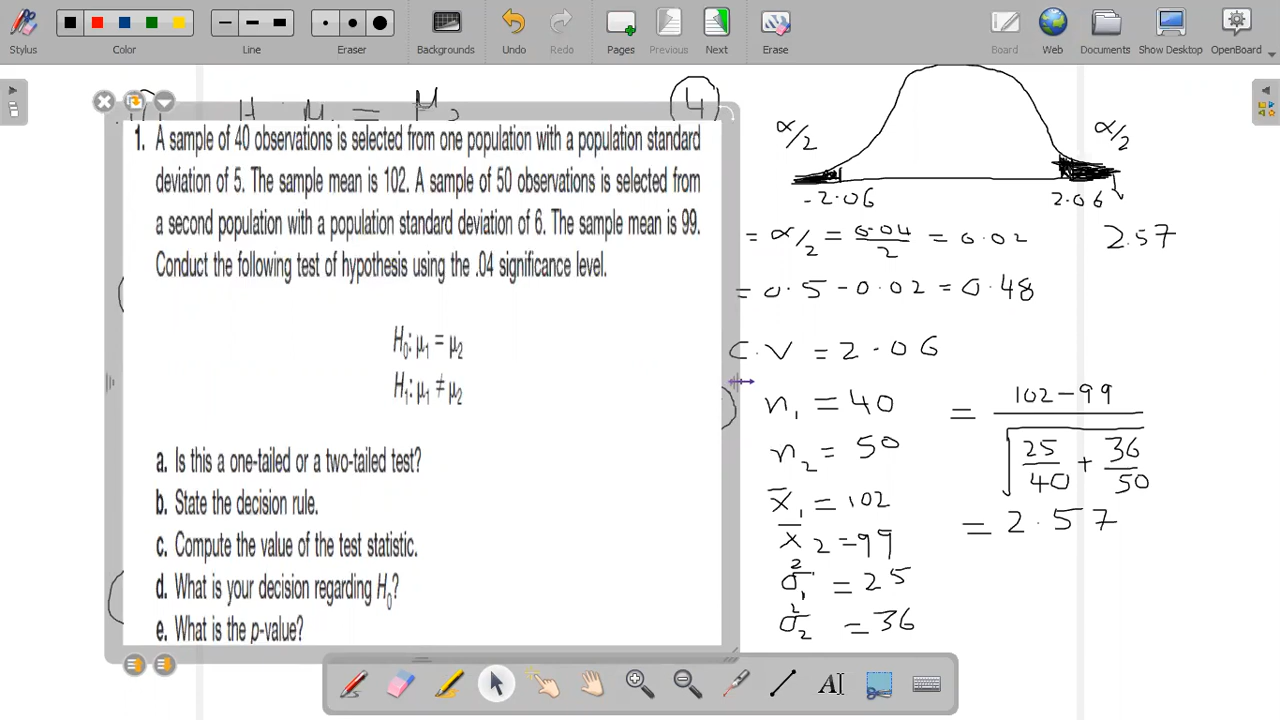 Stylus
Color
Line
Eraser
Backgrounds
Undo
Redo
Pages
Previous
Next
Erase
Board
Web
Documents
Show Desktop
OpenBoard
4
1. A sample of 40 observations is selected from one population with a population standard
deviation of 5. The sample mean is 102. A sample of 50 observations is selected from
a second population with a population standard deviation of 6. The sample mean is 99.
Conduct the following test of hypothesis using the .04 significance level.
H₀: μ₁ = μ₂
H₁: μ₁ ≠ μ₂
a. Is this a one-tailed or a two-tailed test?
b. State the decision rule.
c. Compute the value of the test statistic.
d. What is your decision regarding H₀?
e. What is the p-value?
α/2
α/2
-2.06
2.06
= α/2 = 0.04/2 = 0.02
2.57
= 0.5 - 0.02 = 0.48
C.V = 2.06
n₁ = 40
n₂ = 50
x̄₁ = 102
x̄₂ = 99
σ₁² = 25
σ₂² = 36
= (102 - 99) / √(25/40 + 36/50)
= 2.57
AI